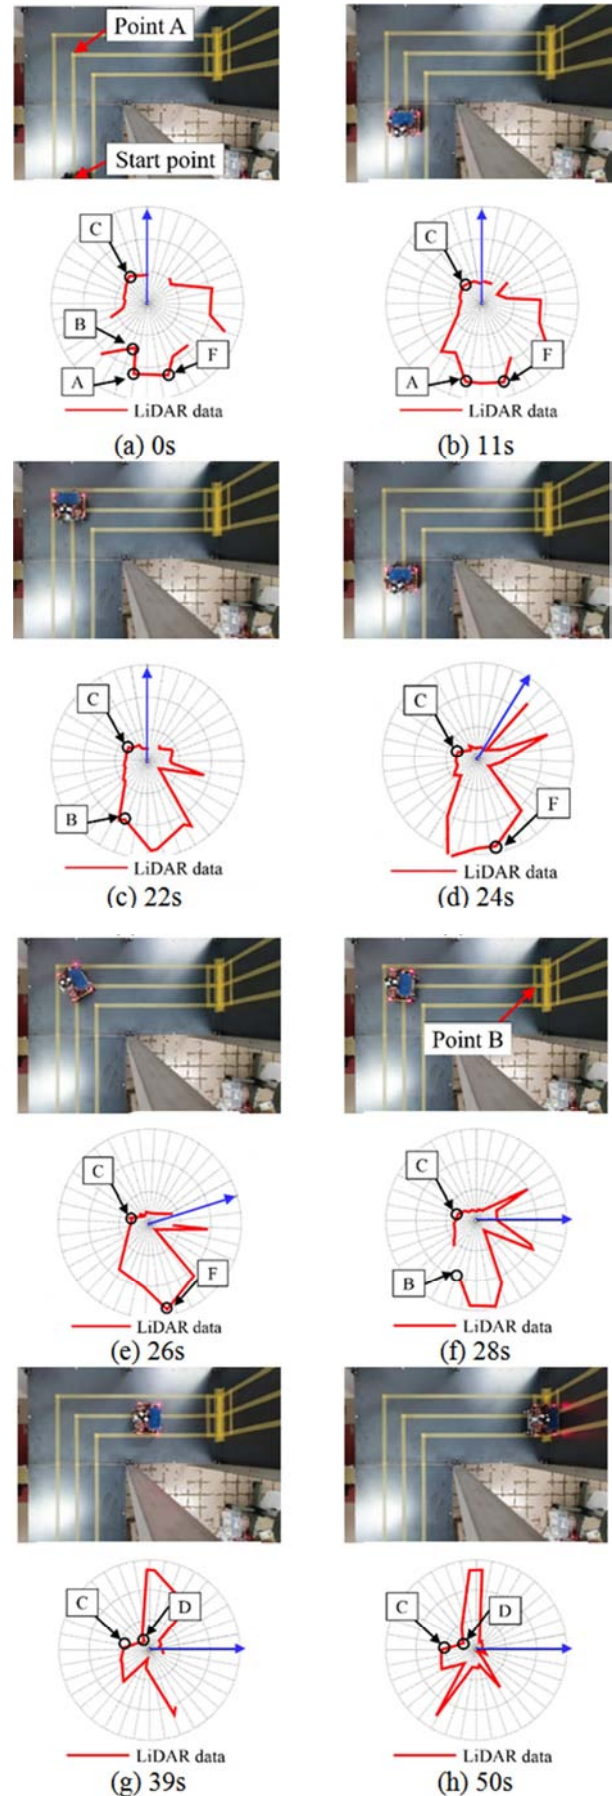 Point A
Start point
C
B
A
F
LiDAR data
(a) 0s
C
A
F
LiDAR data
(b) 11s
C
B
LiDAR data
(c) 22s
C
F
LiDAR data
(d) 24s
C
F
LiDAR data
(e) 26s
Point B
C
B
LiDAR data
(f) 28s
C
D
LiDAR data
(g) 39s
C
D
LiDAR data
(h) 50s